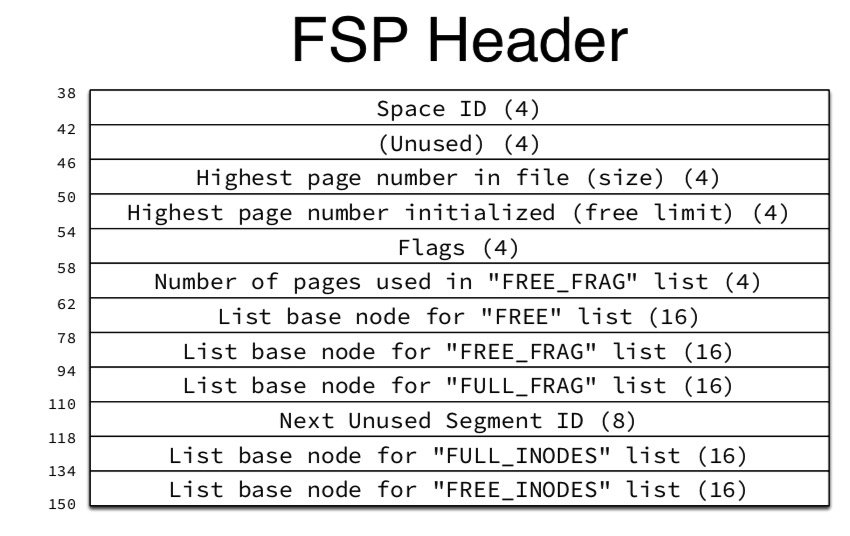 FSP Header
38
Space ID (4)
42
(Unused) (4)
46
Highest page number in file (size) (4)
50
Highest page number initialized (free limit) (4)
54
Flags (4)
58
Number of pages used in "FREE_FRAG" list (4)
62
List base node for "FREE" list (16)
78
List base node for "FREE_FRAG" list (16)
94
List base node for "FULL_FRAG" list (16)
110
Next Unused Segment ID (8)
118
List base node for "FULL_INODES" list (16)
134
List base node for "FREE_INODES" list (16)
150